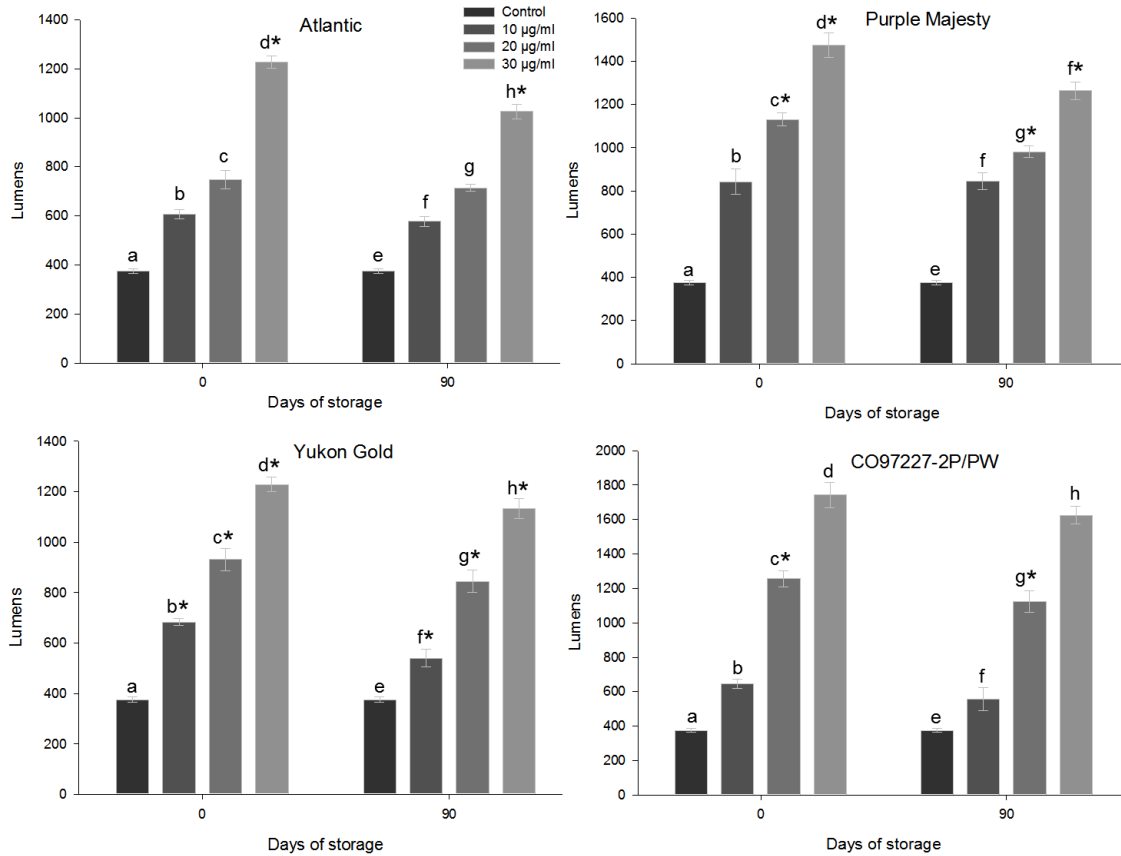 Atlantic
Control
10 µg/ml
20 µg/ml
30 µg/ml
1400
1200
1000
800
600
400
200
0
Lumens
a
b
c
d*
e
f
g
h*
0
90
Days of storage
Purple Majesty
1600
1400
1200
1000
800
600
400
200
0
Lumens
a
b
c*
d*
e
f
g*
f*
0
90
Days of storage
Yukon Gold
1400
1200
1000
800
600
400
200
0
Lumens
a
b*
c*
d*
e
f*
g*
h*
0
90
Days of storage
CO97227-2P/PW
2000
1800
1600
1400
1200
1000
800
600
400
200
0
Lumens
a
b
c*
d
e
f
g*
h
0
90
Days of storage